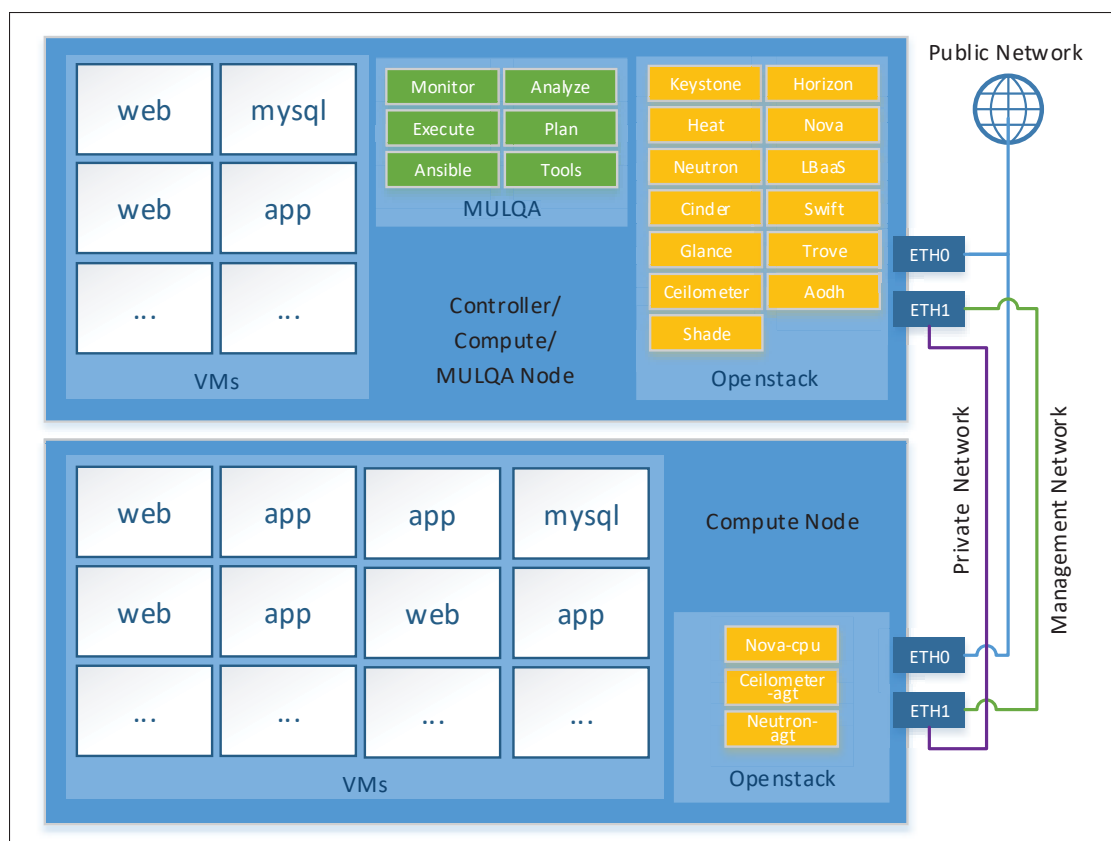 Public Network
web
mysql
web
app
...
...
VMs
Monitor
Analyze
Execute
Plan
Ansible
Tools
MULQA
Controller/
Compute/
MULQA Node
Keystone
Horizon
Heat
Nova
Neutron
LBaaS
Cinder
Swift
Glance
Trove
Ceilometer
Aodh
Shade
Openstack
ETH0
ETH1
Private Network
Management Network
web
app
app
mysql
web
app
web
app
...
...
...
...
VMs
Compute Node
Nova-cpu
Ceilometer
-agt
Neutron-
agt
Openstack
ETH0
ETH1